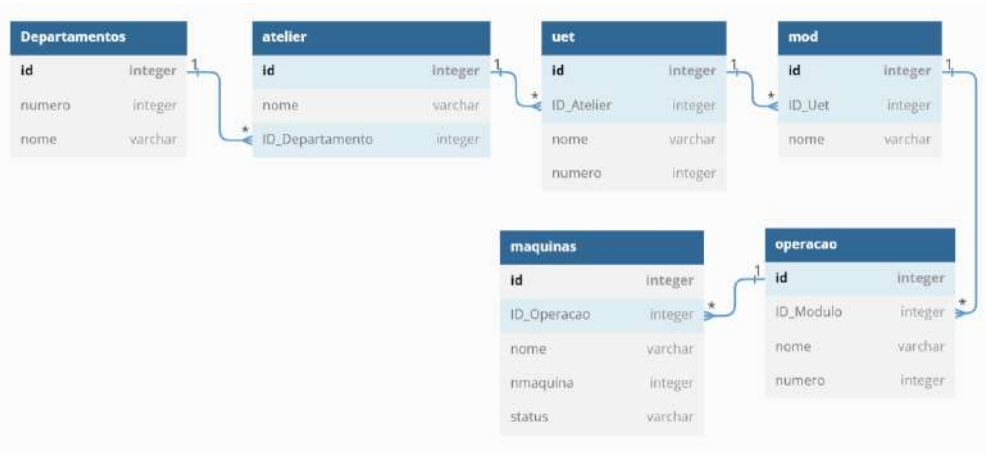 Departamentos
id integer
numero integer
nome varchar
1
*
atelier
id integer
nome varchar
ID_Departamento integer
1
*
uet
id integer
ID_Atelier integer
nome varchar
numero integer
1
*
mod
id integer
ID_Uet integer
nome varchar
1
*
maquinas
id integer
ID_Operacao integer
nome varchar
nmaquina integer
status varchar
*
1
operacao
id integer
ID_Modulo integer
nome varchar
numero integer